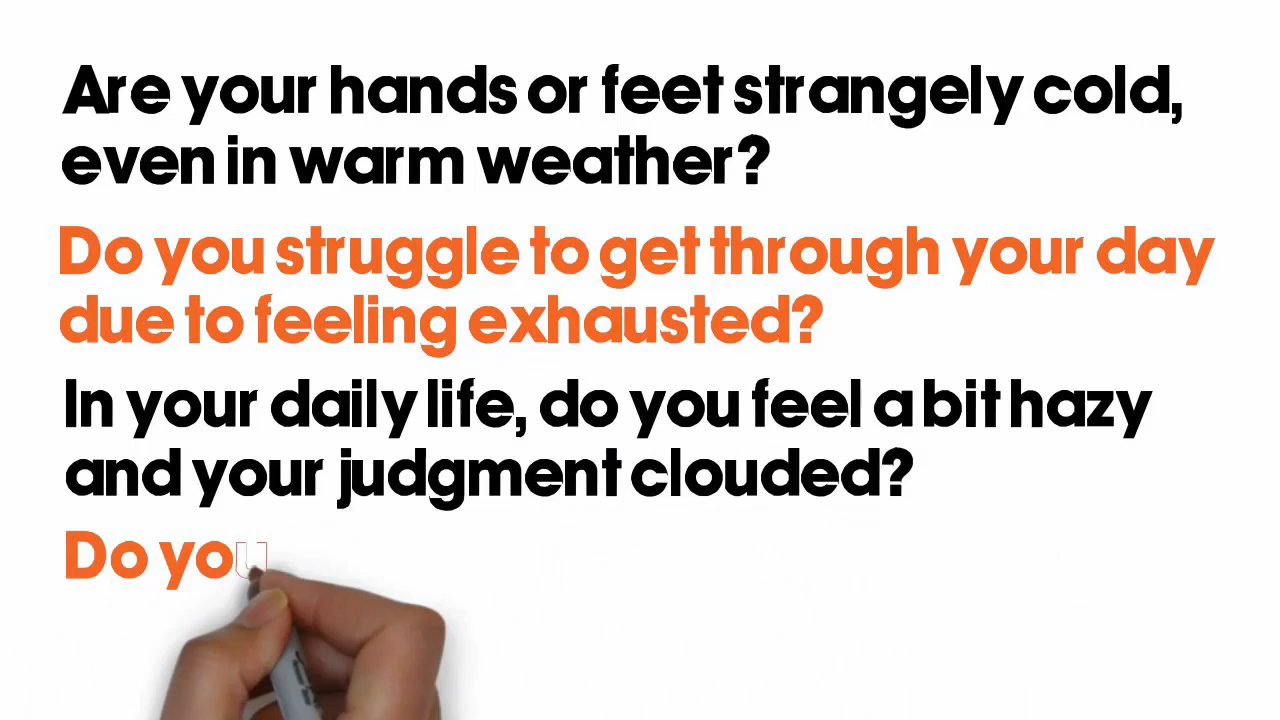 Are your hands or feet strangely cold,
even in warm weather?
Do you struggle to get through your day
due to feeling exhausted?
In your daily life, do you feel a bit hazy
and your judgment clouded?
Do you